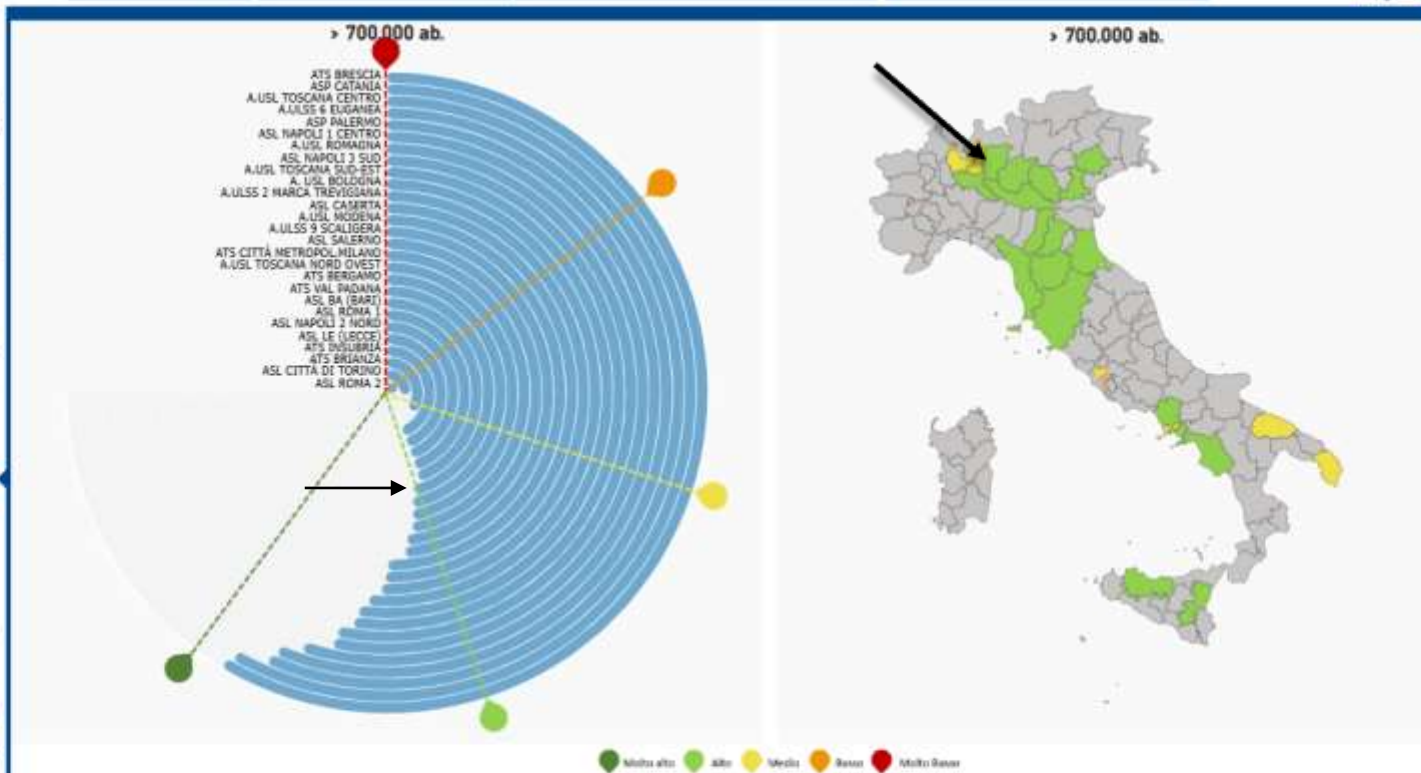 > 700.000 ab.
ATS BRESCIA
ASP CATANIA
A.USL TOSCANA CENTRO
A.ULSS 6 EUGANEA
ASP PALERMO
ASL NAPOLI 1 CENTRO
A.USL ROMAGNA
ASL NAPOLI 3 SUD
A.USL TOSCANA SUD-EST
A. USL BOLOGNA
A.ULSS 2 MARCA TREVIGIANA
ASL CASERTA
A.USL MODENA
A.ULSS 9 SCALIGERA
ASL SALERNO
ATS CITTÀ METROPOL.MILANO
A.USL TOSCANA NORD OVEST
ATS BERGAMO
ATS VAL PADANA
ASL BA (BARI)
ASL ROMA 1
ASL NAPOLI 2 NORD
ASL LE (LECCE)
ATS INSUBRIA
ATS BRIANZA
ASL CITTÀ DI TORINO
ASL ROMA 2
> 700.000 ab.
Molto alto Alto Medio Basso Molto Basso